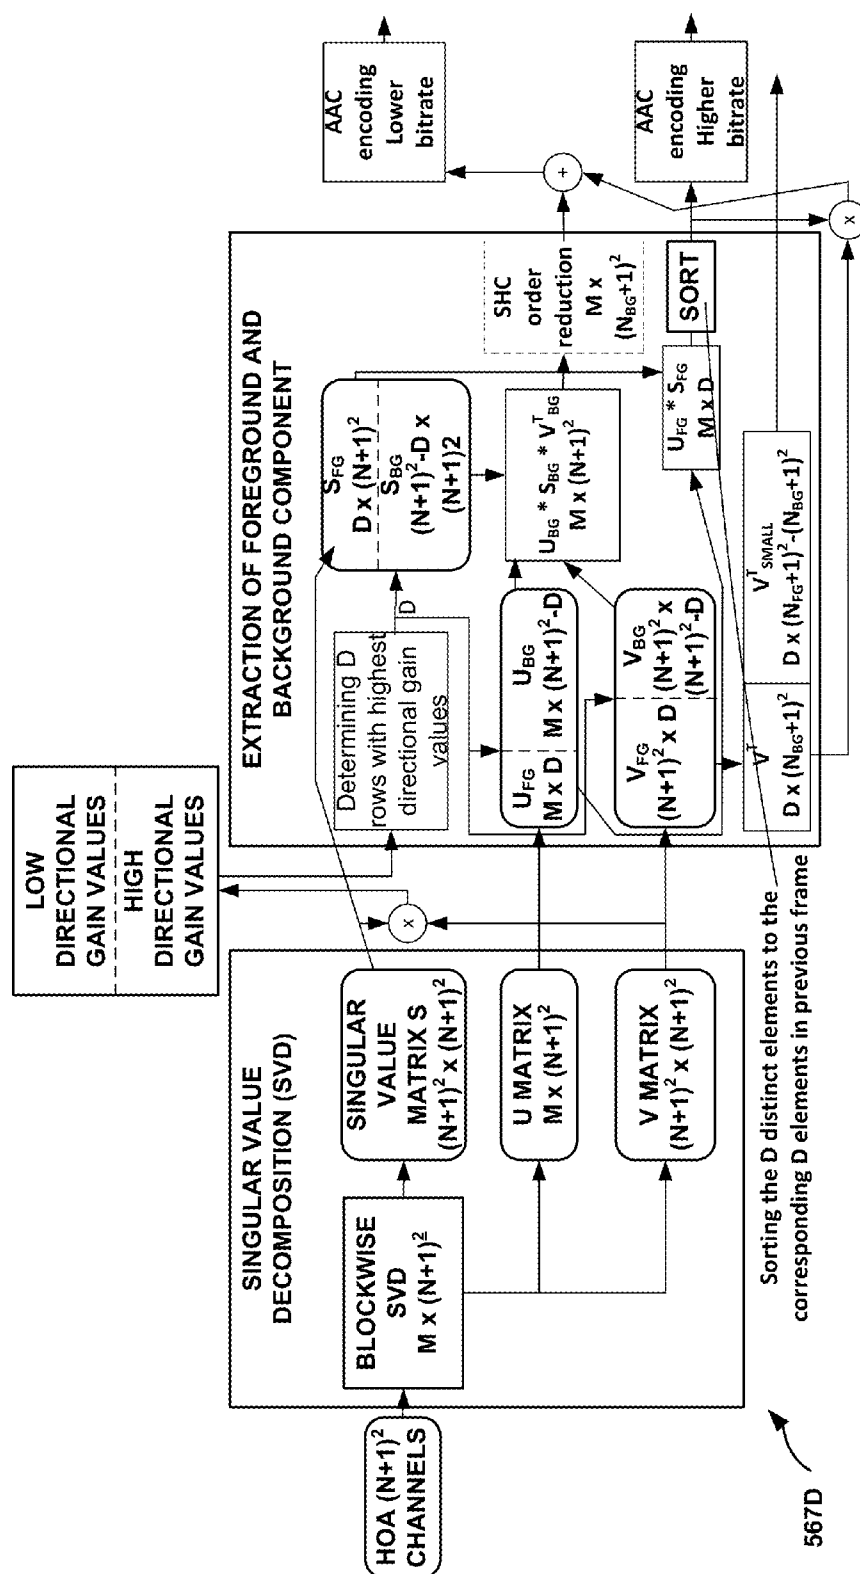 HOA (N+1)²
CHANNELS
SINGULAR VALUE
DECOMPOSITION (SVD)
BLOCKWISE
SVD
M x (N+1)²
SINGULAR
VALUE
MATRIX S
(N+1)² x (N+1)²
U MATRIX
M x (N+1)²
V MATRIX
(N+1)² x (N+1)²
x
LOW
DIRECTIONAL
GAIN VALUES
HIGH
DIRECTIONAL
GAIN VALUES
EXTRACTION OF FOREGROUND AND
BACKGROUND COMPONENT
Determining D
rows with highest
directional gain
values
D
S_FG
D x (N+1)²
S_BG
(N+1)²-D x
(N+1)2
U_FG
M x D
U_BG
M x (N+1)²-D
V_FG
(N+1)² x D
V_BG
(N+1)² x
(N+1)²-D
U_BG * S_BG * V^T_BG
M x (N+1)²
SHC
order
reduction
M x
(N_BG+1)²
U_FG * S_FG
M x D
SORT
V^T
D x (N_BG+1)²
V^T_SMALL
D x (N_FG+1)²-(N_BG+1)²
+
x
AAC
encoding
Lower
bitrate
AAC
encoding
Higher
bitrate
Sorting the D distinct elements to the
corresponding D elements in previous frame
567D